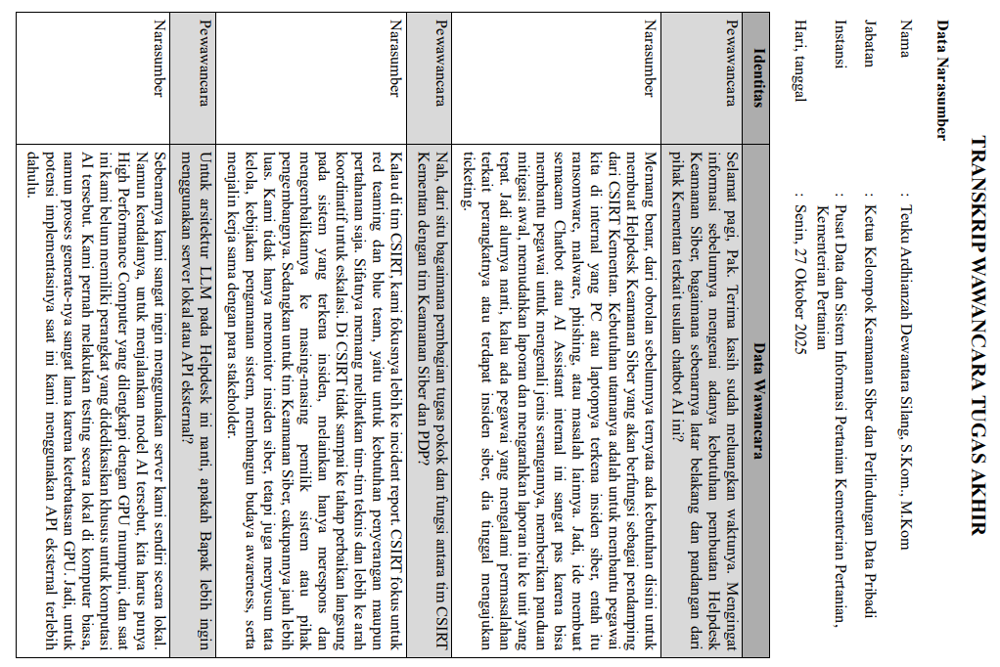 TRANSKRIP WAWANCARA TUGAS AKHIR
Data Narasumber
Nama : Teuku Ardhianzah Dewantara Silang, S.Kom., M.Kom
Jabatan : Ketua Kelompok Keamanan Siber dan Perlindungan Data Pribadi
Instansi : Pusat Data dan Sistem Informasi Pertanian Kementerian Pertanian,
Kementerian Pertanian
Hari, tanggal : Senin, 27 Oktober 2025
Identitas Data Wawancara
Pewawancara Selamat pagi, Pak. Terima kasih sudah meluangkan waktunya. Mengingat
informasi sebelumnya mengenai adanya kebutuhan pembuatan Helpdesk
Keamanan Siber, bagaimana sebenarnya latar belakang dan pandangan dari
pihak Kementan terkait usulan chatbot AI ini?
Narasumber Memang benar, dari obrolan sebelumnya ternyata ada kebutuhan disini untuk
membuat Helpdesk Keamanan Siber yang akan berfungsi sebagai pendamping
dari CSIRT Kementan. Kebutuhan utamanya adalah untuk membantu pegawai
kita di internal yang PC atau laptopnya terkena insiden siber, entah itu
ransomware, malware, phishing, atau masalah lainnya. Jadi, ide membuat
semacam Chatbot atau AI Assistant internal ini sangat pas karena bisa
membantu pegawai untuk mengenali jenis serangannya, memberikan panduan
mitigasi awal, memudahkan laporan dan mengarahkan laporan itu ke unit yang
tepat. Jadi alurnya nanti, kalau ada pegawai yang mengalami permasalahan
terkait perangkatnya atau terdapat insiden siber, dia tinggal mengajukan
ticketing.
Pewawancara Nah, dari situ bagaimana pembagian tugas pokok dan fungsi antara tim CSIRT
Kementan dengan tim Keamanan Siber dan PDP?
Narasumber Kalau di tim CSIRT, kami fokusnya lebih ke incident report. CSIRT fokus untuk
red teaming dan blue team, yaitu untuk kebutuhan penyerangan maupun
pertahanan saja. Sifatnya memang melibatkan tim-tim teknis dan lebih ke arah
koordinatif untuk eskalasi. Di CSIRT tidak sampai ke tahap perbaikan langsung
pada sistem yang terkena insiden, melainkan hanya merespons dan
mengembalikannya ke masing-masing pemilik sistem atau pihak
pengembangnya. Sedangkan untuk tim Keamanan Siber, cakupannya jauh lebih
luas. Kami tidak hanya memonitor insiden siber, tetapi juga menyusun tata
kelola, kebijakan pengamanan sistem, membangun budaya awareness, serta
menjalin kerja sama dengan para stakeholder.
Pewawancara Untuk arsitektur LLM pada Helpdesk ini nanti, apakah Bapak lebih ingin
menggunakan server lokal atau API eksternal?
Narasumber Sebenarnya kami sangat ingin menggunakan server kami sendiri secara lokal.
Namun kendalanya, untuk menjalankan model AI tersebut, kita harus punya
High Performance Computer yang dilengkapi dengan GPU mumpuni, dan saat
ini kami belum memiliki perangkat yang didedikasikan khusus untuk komputasi
AI tersebut. Kami pernah melakukan testing secara lokal di komputer biasa,
namun proses generate-nya sangat lama karena keterbatasan GPU. Jadi, untuk
potensi implementasinya saat ini kami menggunakan API eksternal terlebih
dahulu.